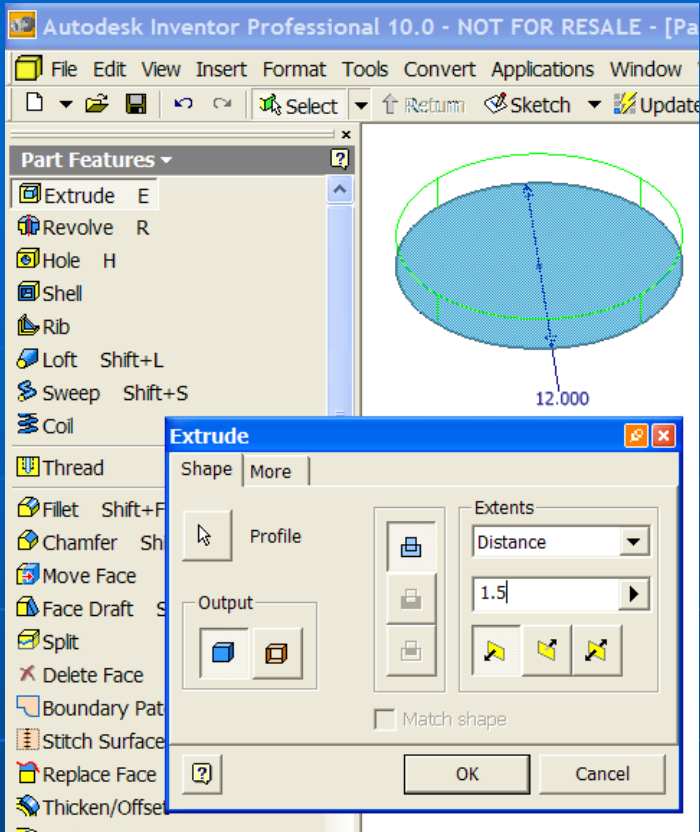 Autodesk Inventor Professional 10.0 - NOT FOR RESALE - [Pa
File Edit View Insert Format Tools Convert Applications Window
Select Return Sketch Update
Part Features
Extrude E
Revolve R
Hole H
Shell
Rib
Loft Shift+L
Sweep Shift+S
Coil
Thread
Fillet Shift+F
Chamfer Shi
Move Face
Face Draft S
Split
Delete Face
Boundary Pat
Stitch Surface
Replace Face
Thicken/Offset
12.000
Extrude
Shape More
Profile
Output
Extents
Distance
1.5
Match shape
OK Cancel